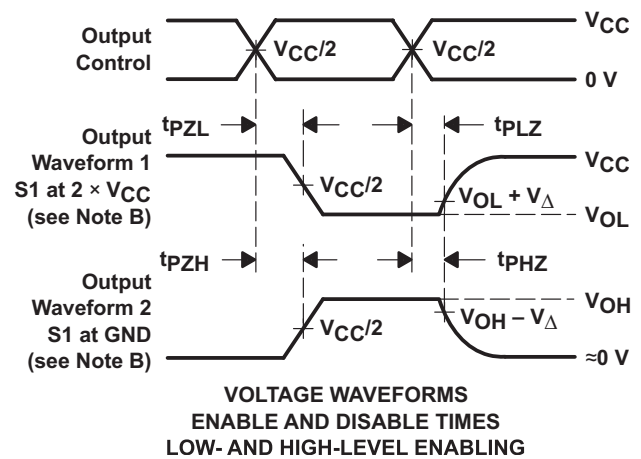 Output
Control
VCC/2
VCC/2
VCC
0 V
tPZL
tPLZ
Output
Waveform 1
S1 at 2 × VCC
(see Note B)
VCC/2
VOL + VΔ
VCC
VOL
tPZH
tPHZ
Output
Waveform 2
S1 at GND
(see Note B)
VCC/2
VOH – VΔ
VOH
≈0 V
VOLTAGE WAVEFORMS
ENABLE AND DISABLE TIMES
LOW- AND HIGH-LEVEL ENABLING